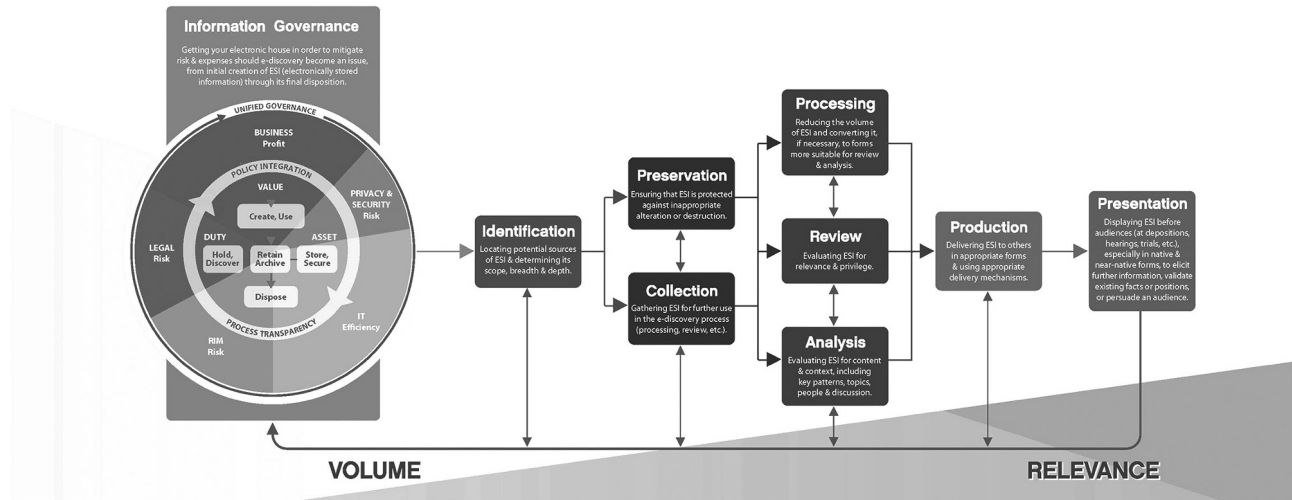 Information Governance
Getting your electronic house in order to mitigate
risk & expenses should e-discovery become an issue,
from initial creation of ESI (electronically stored
information) through its final disposition.
UNIFIED GOVERNANCE
BUSINESS
Profit
POLICY INTEGRATION
VALUE
Create, Use
PRIVACY &
SECURITY
Risk
LEGAL
Risk
DUTY
ASSET
Hold,
Discover
Retain
Archive
Store,
Secure
Dispose
PROCESS TRANSPARENCY
IT
Efficiency
RIM
Risk
Identification
Locating potential sources
of ESI & determining its
scope, breadth & depth.
Preservation
Ensuring that ESI is protected
against inappropriate
alteration or destruction.
Collection
Gathering ESI for further use
in the e-discovery process
(processing, review, etc.).
Processing
Reducing the volume
of ESI and converting it,
if necessary, to forms
more suitable for review
& analysis.
Review
Evaluating ESI for
relevance & privilege.
Analysis
Evaluating ESI for content
& context, including
key patterns, topics,
people & discussion.
Production
Delivering ESI to others
in appropriate forms
& using appropriate
delivery mechanisms.
Presentation
Displaying ESI before
audiences (at depositions,
hearings, trials, etc.),
especially in native &
near-native forms, to elicit
further information, validate
existing facts or positions,
or persuade an audience.
VOLUME
RELEVANCE